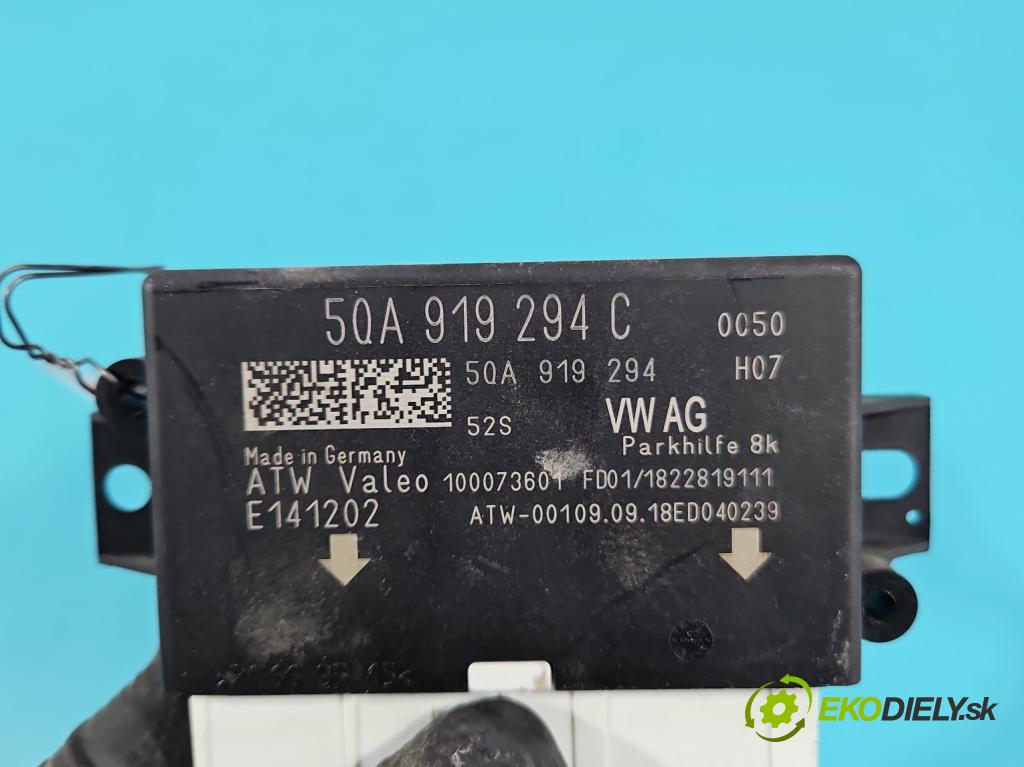 5QA 919 294 C 0050
5QA 919 294 H07
52S VW AG
Parkhilfe 8k
Made in Germany
ATW Valeo 100073601 FD01/1822819111
E141202 ATW-00109.09.18ED040239
EKODIELY.sk